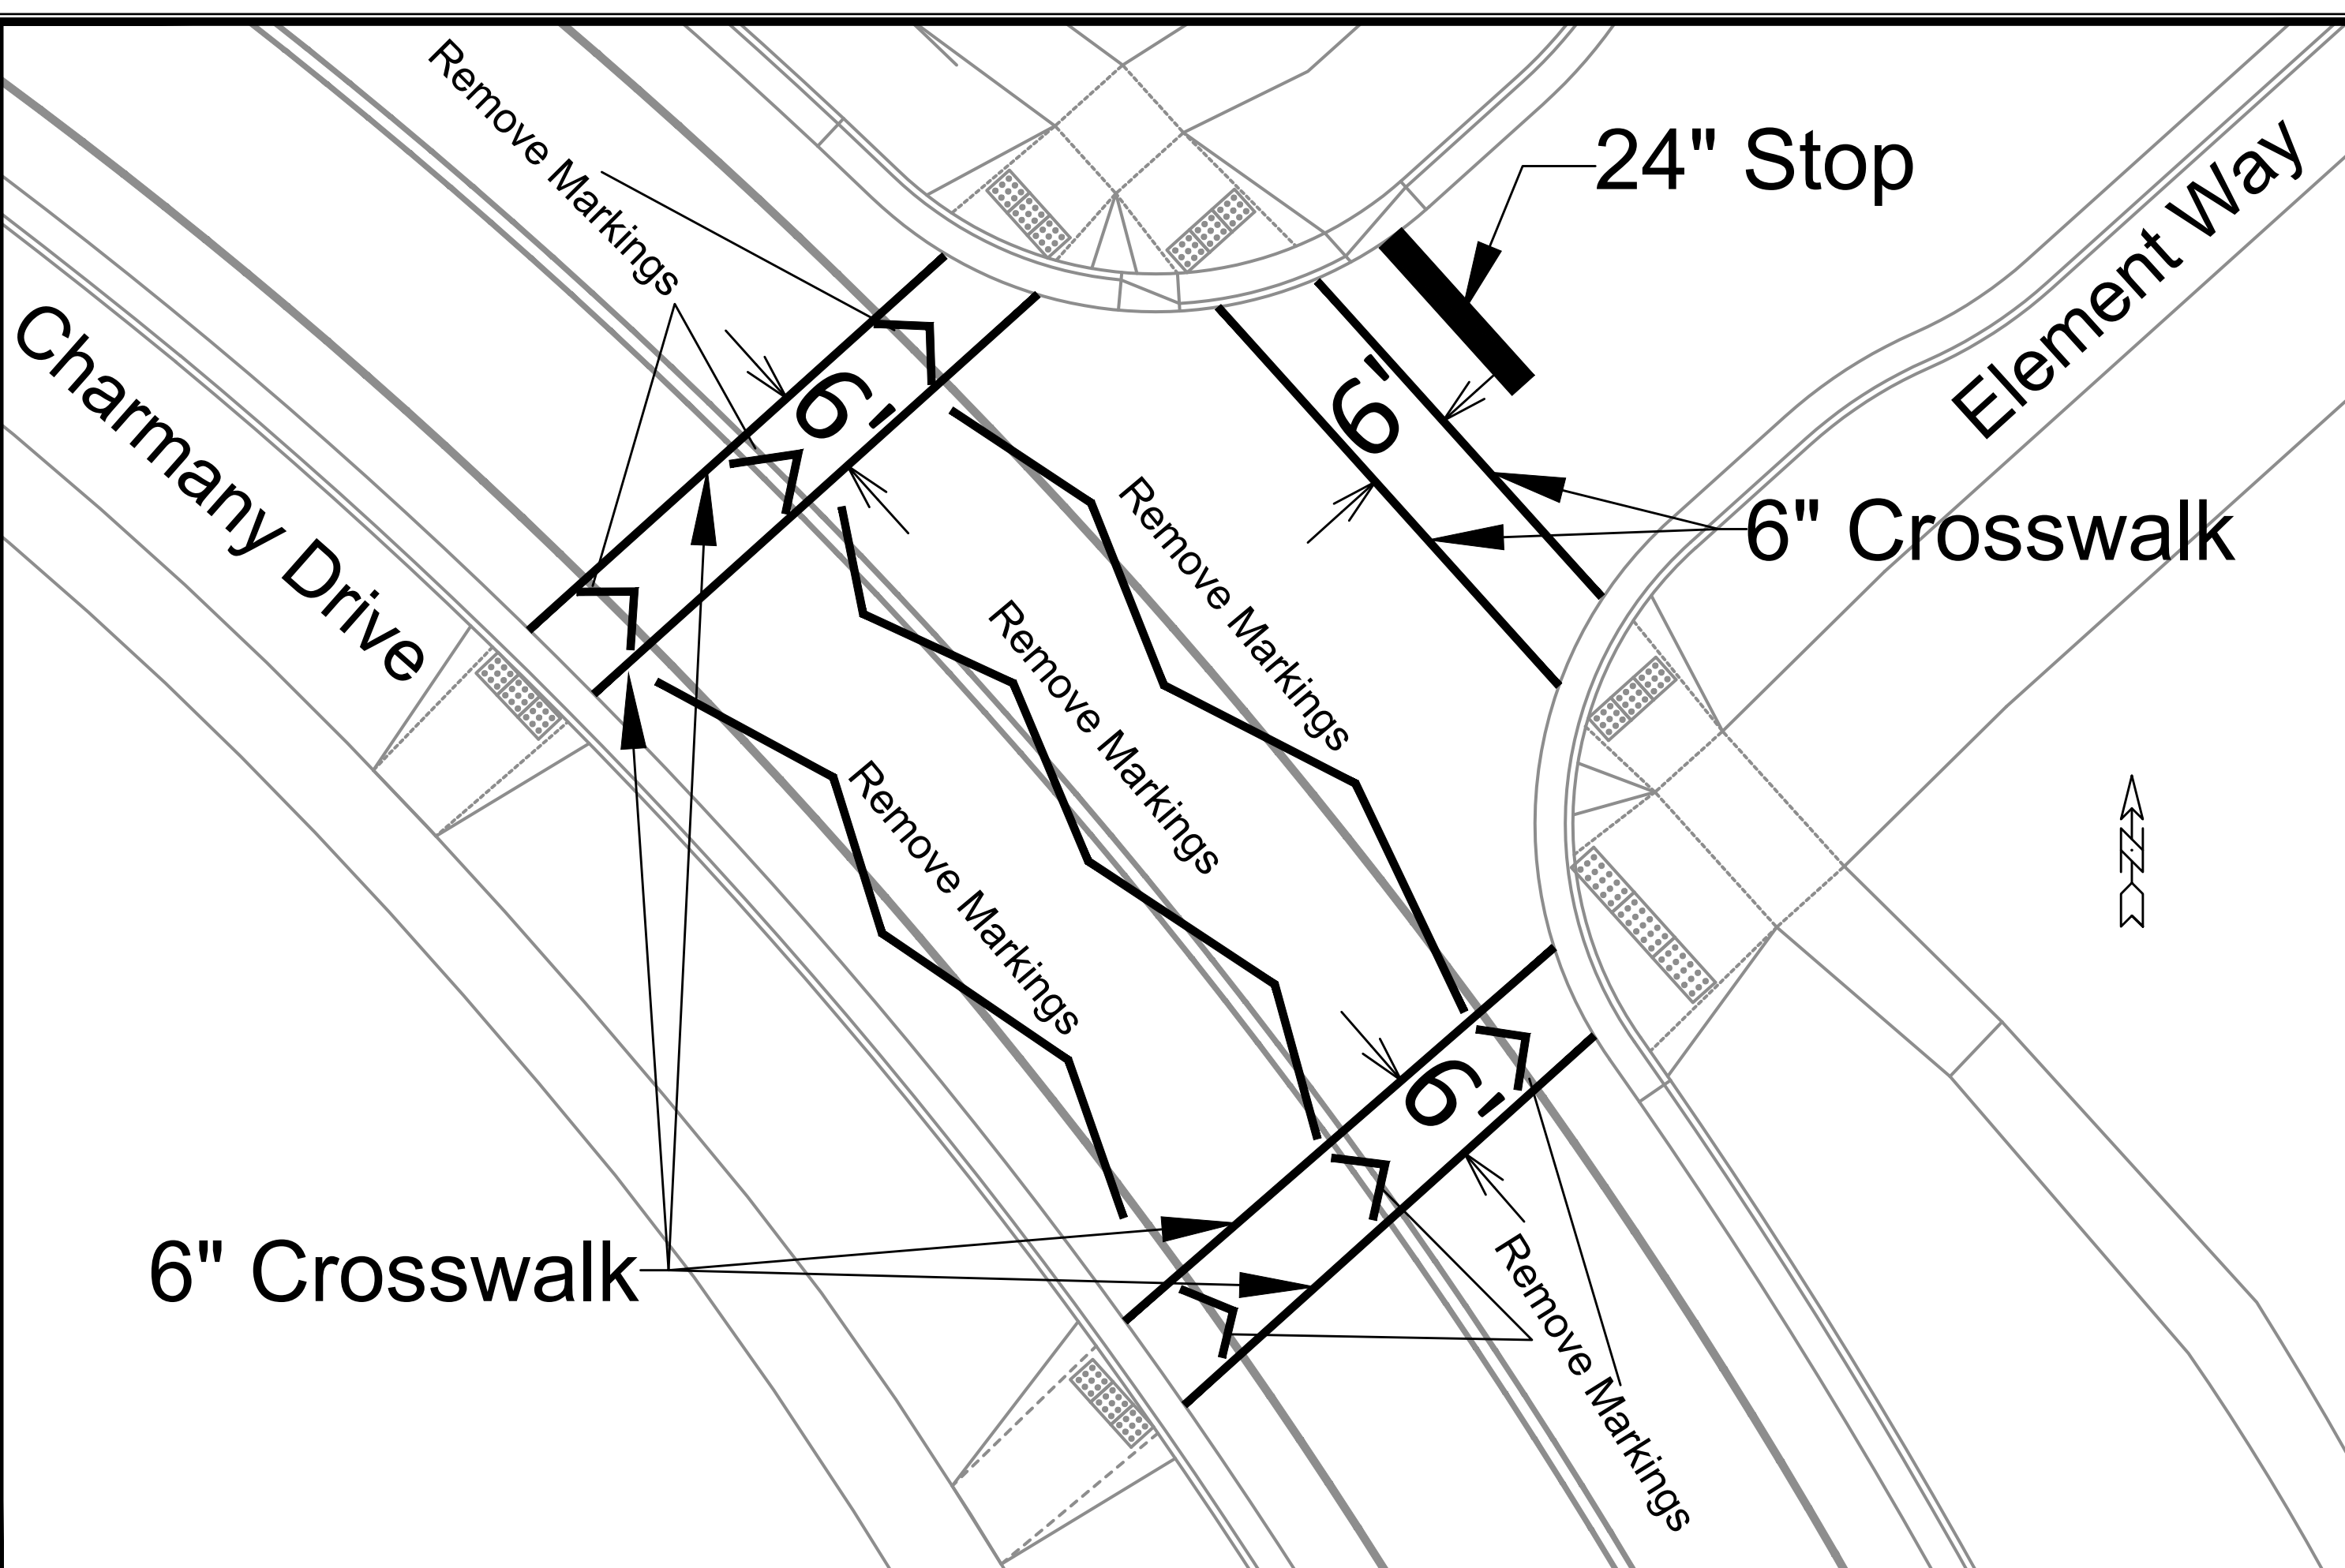 Remove Markings
24" Stop
Element Way
Charmany Drive
6'
6'
6" Crosswalk
Remove Markings
Remove Markings
Remove Markings
N
6'
6" Crosswalk
Remove Markings